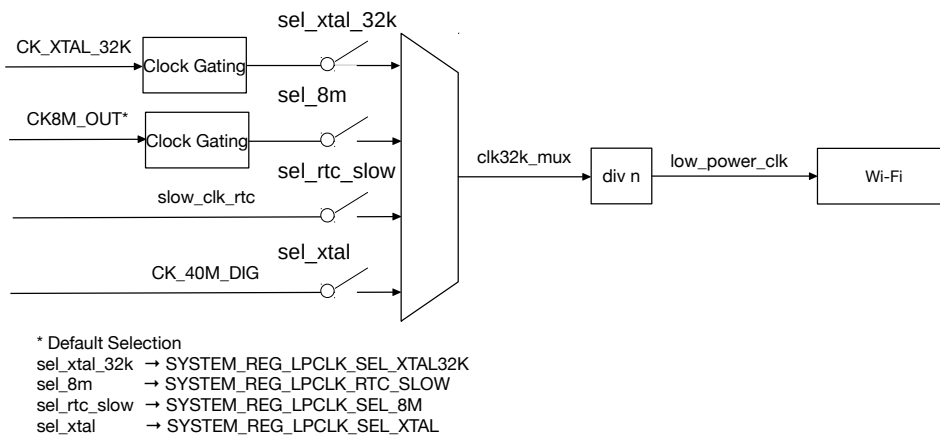 sel_xtal_32k
CK_XTAL_32K
Clock Gating
sel_8m
CK8M_OUT*
Clock Gating
sel_rtc_slow
slow_clk_rtc
sel_xtal
CK_40M_DIG
clk32k_mux
div n
low_power_clk
Wi-Fi
* Default Selection
sel_xtal_32k → SYSTEM_REG_LPCLK_SEL_XTAL32K
sel_8m → SYSTEM_REG_LPCLK_RTC_SLOW
sel_rtc_slow → SYSTEM_REG_LPCLK_SEL_8M
sel_xtal → SYSTEM_REG_LPCLK_SEL_XTAL